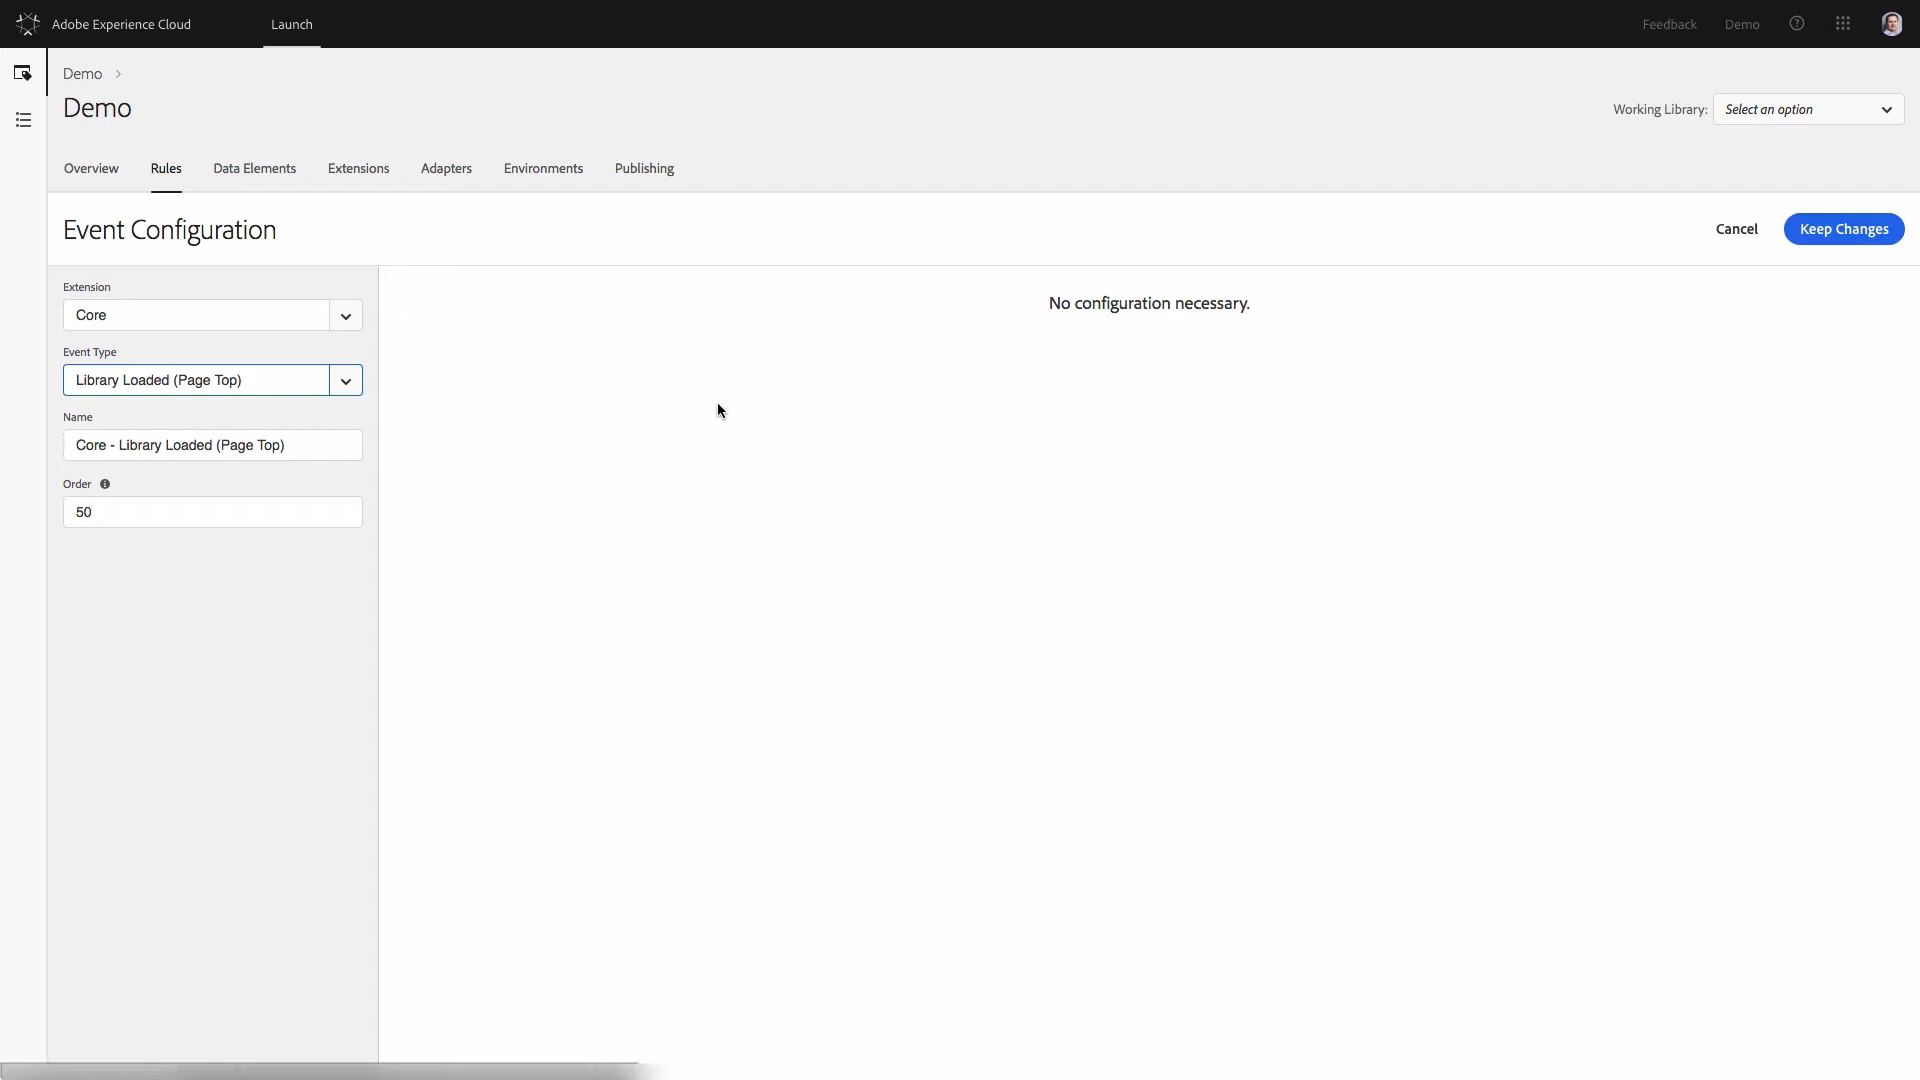 Adobe Experience Cloud
Launch
Feedback
Demo
Demo
Demo
Working Library:
Select an option
Overview
Rules
Data Elements
Extensions
Adapters
Environments
Publishing
Event Configuration
Cancel
Keep Changes
Extension
Core
No configuration necessary.
Event Type
Library Loaded (Page Top)
Name
Core - Library Loaded (Page Top)
Order
50